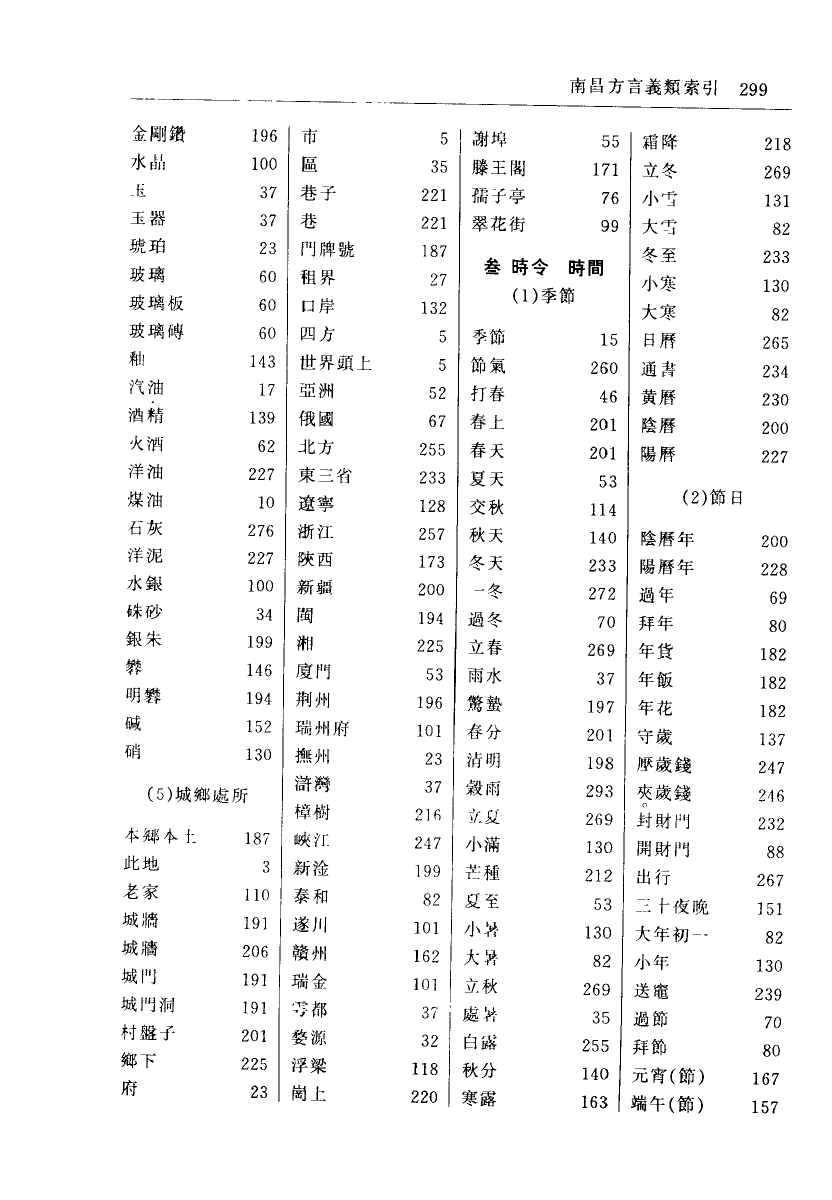 南昌方言義類索引 299
金剛鑽 196
水晶 100
玉 37
玉器 37
琥珀 23
玻璃 60
玻璃板 60
玻璃磚 60
釉 143
汽油 17
酒精 139
火酒 62
洋油 227
煤油 10
石灰 276
洋泥 227
水銀 100
硃砂 34
銀朱 199
礬 146
明礬 194
碱 152
硝 130
(5)城鄉處所
本鄉本土 187
此地 3
老家 110
城牆 191
城牆 206
城門 191
城門洞 191
村盤子 201
鄉下 225
府 23
市 5
區 35
巷子 221
巷 221
門牌號 187
租界 27
口岸 132
四方 5
世界頭上 5
亞洲 52
俄國 67
北方 255
東三省 233
遼寧 128
浙江 257
陝西 173
新疆 200
閩 194
湘 225
廈門 53
荆州 196
瑞州府 101
撫州 23
滸灣 37
樟樹 216
峽江 247
新淦 199
泰和 82
遂川 101
贛州 162
瑞金 101
雩都 37
婺源 32
浮梁 118
崗上 220
謝埠 55
滕王閣 171
孺子亭 76
翠花街 99
叁 時令 時間
(1)季節
季節 15
節氣 260
打春 46
春上 201
春天 201
夏天 53
交秋 114
秋天 140
冬天 233
一冬 272
過冬 70
立春 269
雨水 37
驚蟄 197
春分 201
清明 198
穀雨 293
立夏 269
小滿 130
芒種 212
夏至 53
小暑 130
大暑 82
立秋 269
處暑 35
白露 255
秋分 140
寒露 163
霜降 218
立冬 269
小雪 131
大雪 82
冬至 233
小寒 130
大寒 82
日曆 265
通書 234
黄曆 230
陰曆 200
陽曆 227
(2)節日
陰曆年 200
陽曆年 228
過年 69
拜年 80
年貨 182
年飯 182
年花 182
守歲 137
壓歲錢 247
夾歲錢 246
封財門 232
開財門 88
出行 267
三十夜晚 151
大年初一 82
小年 130
送竈 239
過節 70
拜節 80
元宵(節) 167
端午(節) 157